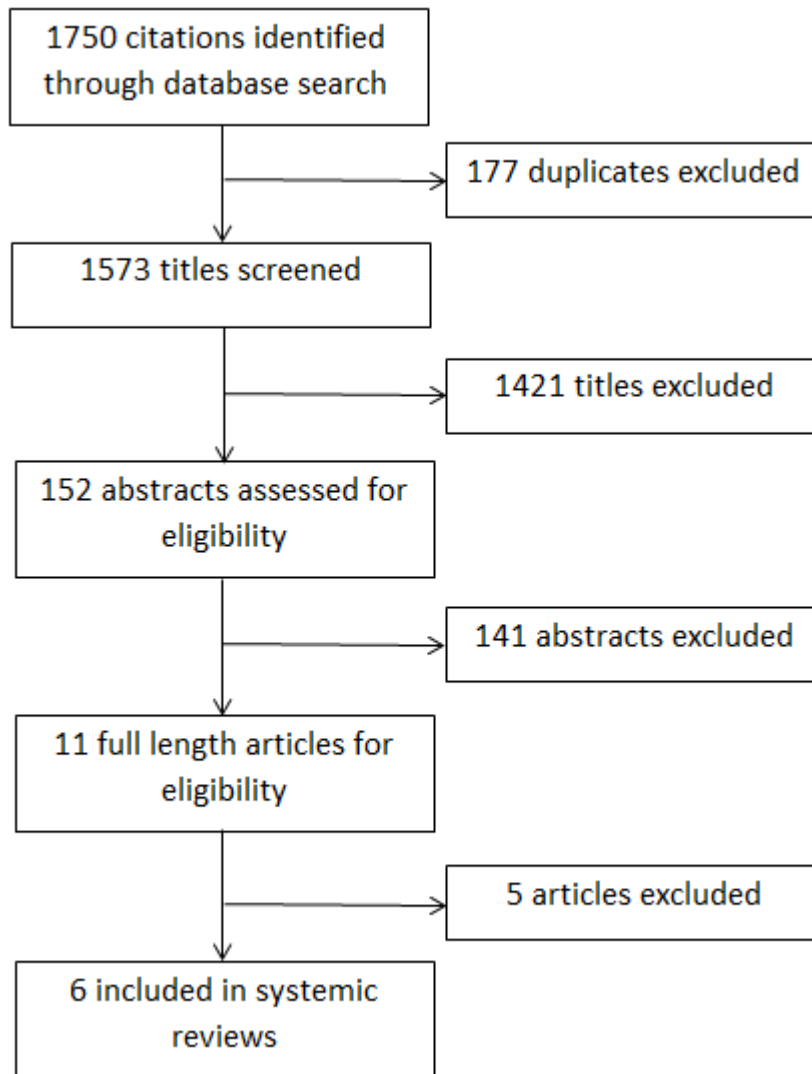 1750 citations identified
through database search
177 duplicates excluded
1573 titles screened
1421 titles excluded
152 abstracts assessed for
eligibility
141 abstracts excluded
11 full length articles for
eligibility
5 articles excluded
6 included in systemic
reviews